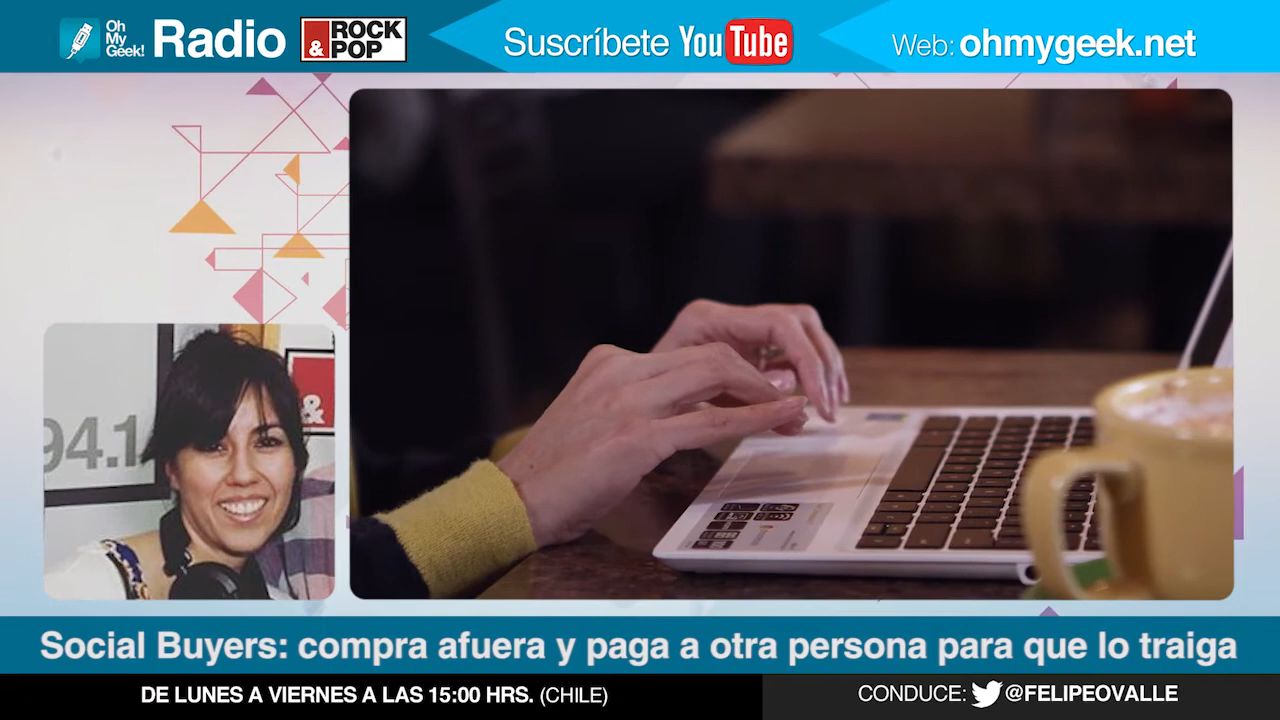 Oh
My
Geek!
Radio
ROCK
& POP
Suscríbete YouTube
Web: ohmygeek.net
94.1
&
Social Buyers: compra afuera y paga a otra persona para que lo traiga
DE LUNES A VIERNES A LAS 15:00 HRS. (CHILE)
CONDUCE: @FELIPEOVALLE